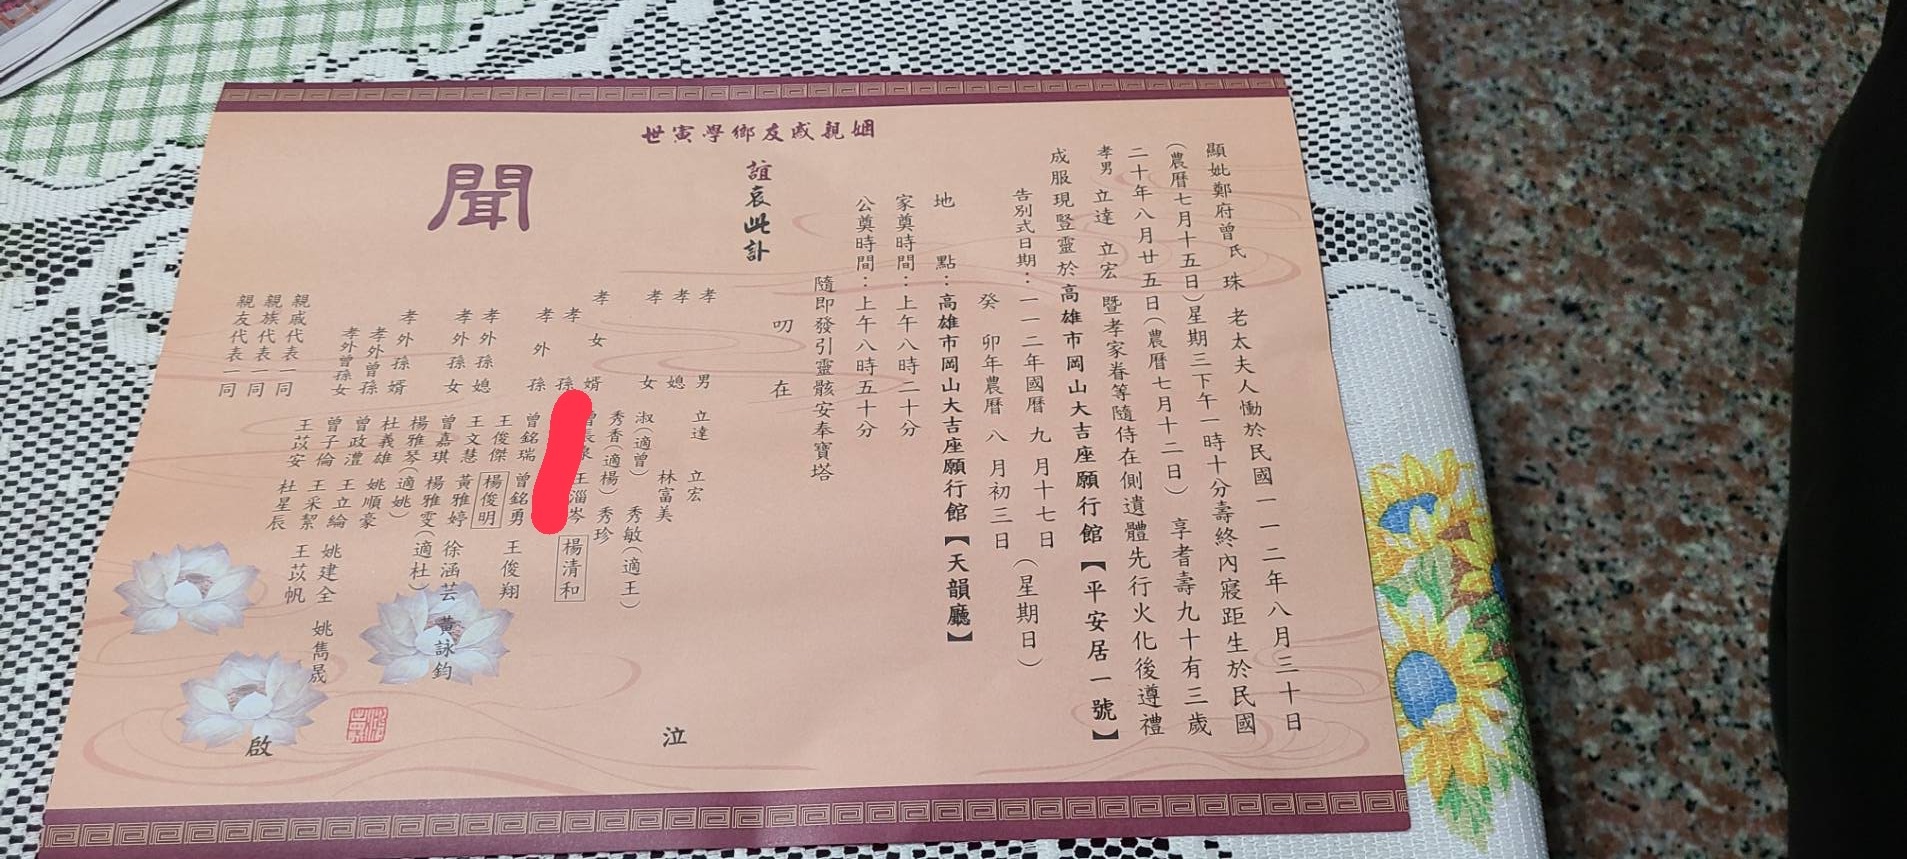 顯妣鄭府曾氏 珠 老太夫人慟於民國一一二年八月三十日
(農曆七月十五日)星期三下午一時十分壽終內寢距生於民國
二十年八月廿五日(農曆七月十二日) 享耆壽九十有三歲
孝男 立達 立宏 暨孝家眷等隨侍在側遺體先行火化後遵禮
成服現豎靈於高雄市岡山大吉座願行館【平安居一號】
告別式日期:一一二年國曆 九 月十七日 (星期日)
癸 卯年農曆 八 月初三日
地 點:高雄市岡山大吉座願行館【天韻廳】
家奠時間:上午八時二十分
公奠時間:上午八時五十分
隨即發引靈骸安奉寶塔
叨 在
姻親戚友鄉學寅世
誼哀此訃
聞
孝 男 立達 立宏
孝 媳 林富美
孝 女 淑(適曾) 秀敏(適王)
秀香(適楊) 秀珍
孝 女 婿 王淄岑 楊清和
孝 孫
孝 外 孫 曾銘瑞 曾銘勇 王俊翔
王俊傑 楊俊明
孝 外 孫 媳 王文慧 黃雅婷 徐涵芸 黃詠鈞
孝 外 孫 女 曾嘉琪 楊雅雯(適杜)
楊雅琴(適姚)
孝 外 孫 婿 杜義雄 姚順豪
孝外曾孫 曾政澧 王立綸 姚建全 姚雋晟
孝外曾孫女 曾子倫 王采絜 王苡帆
王苡安 杜星辰
親戚代表一同
親族代表一同
親友代表一同
泣
啟